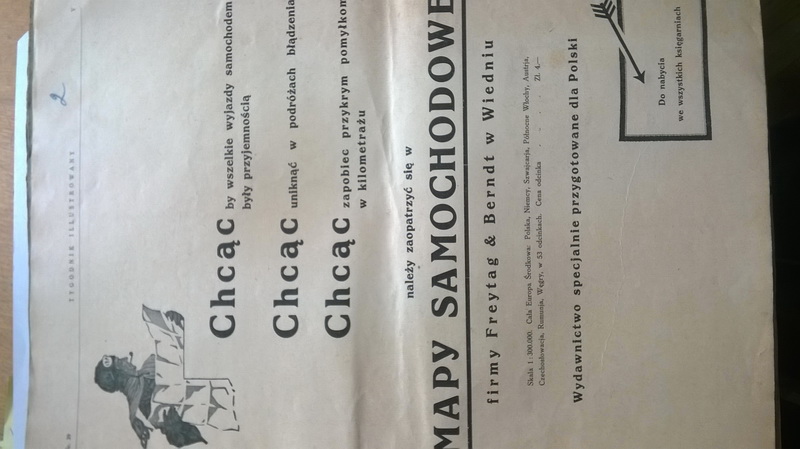 TYGODNIK ILLUSTROWANY
2
Chcąc by wszelkie wyjazdy samochodem
były przyjemnością
Chcąc uniknąć w podróżach błądzenia
Chcąc zapobiec przykrym pomyłkom
w kilometrażu
należy zaopatrzyć się w
MAPY SAMOCHODOWE
firmy Freytag & Berndt w Wiedniu
Skala 1:300.000. Cała Europa Środkowa: Polska, Niemcy, Szwajcarja, Północne Włochy, Austrja,
Czechosłowacja, Rumunja, Węgry, w 53 odcinkach. Cena odcinka . . . . Zł. 4.—
Wydawnictwo specjalnie przygotowane dla Polski
Do nabycia
we wszystkich księgarniach